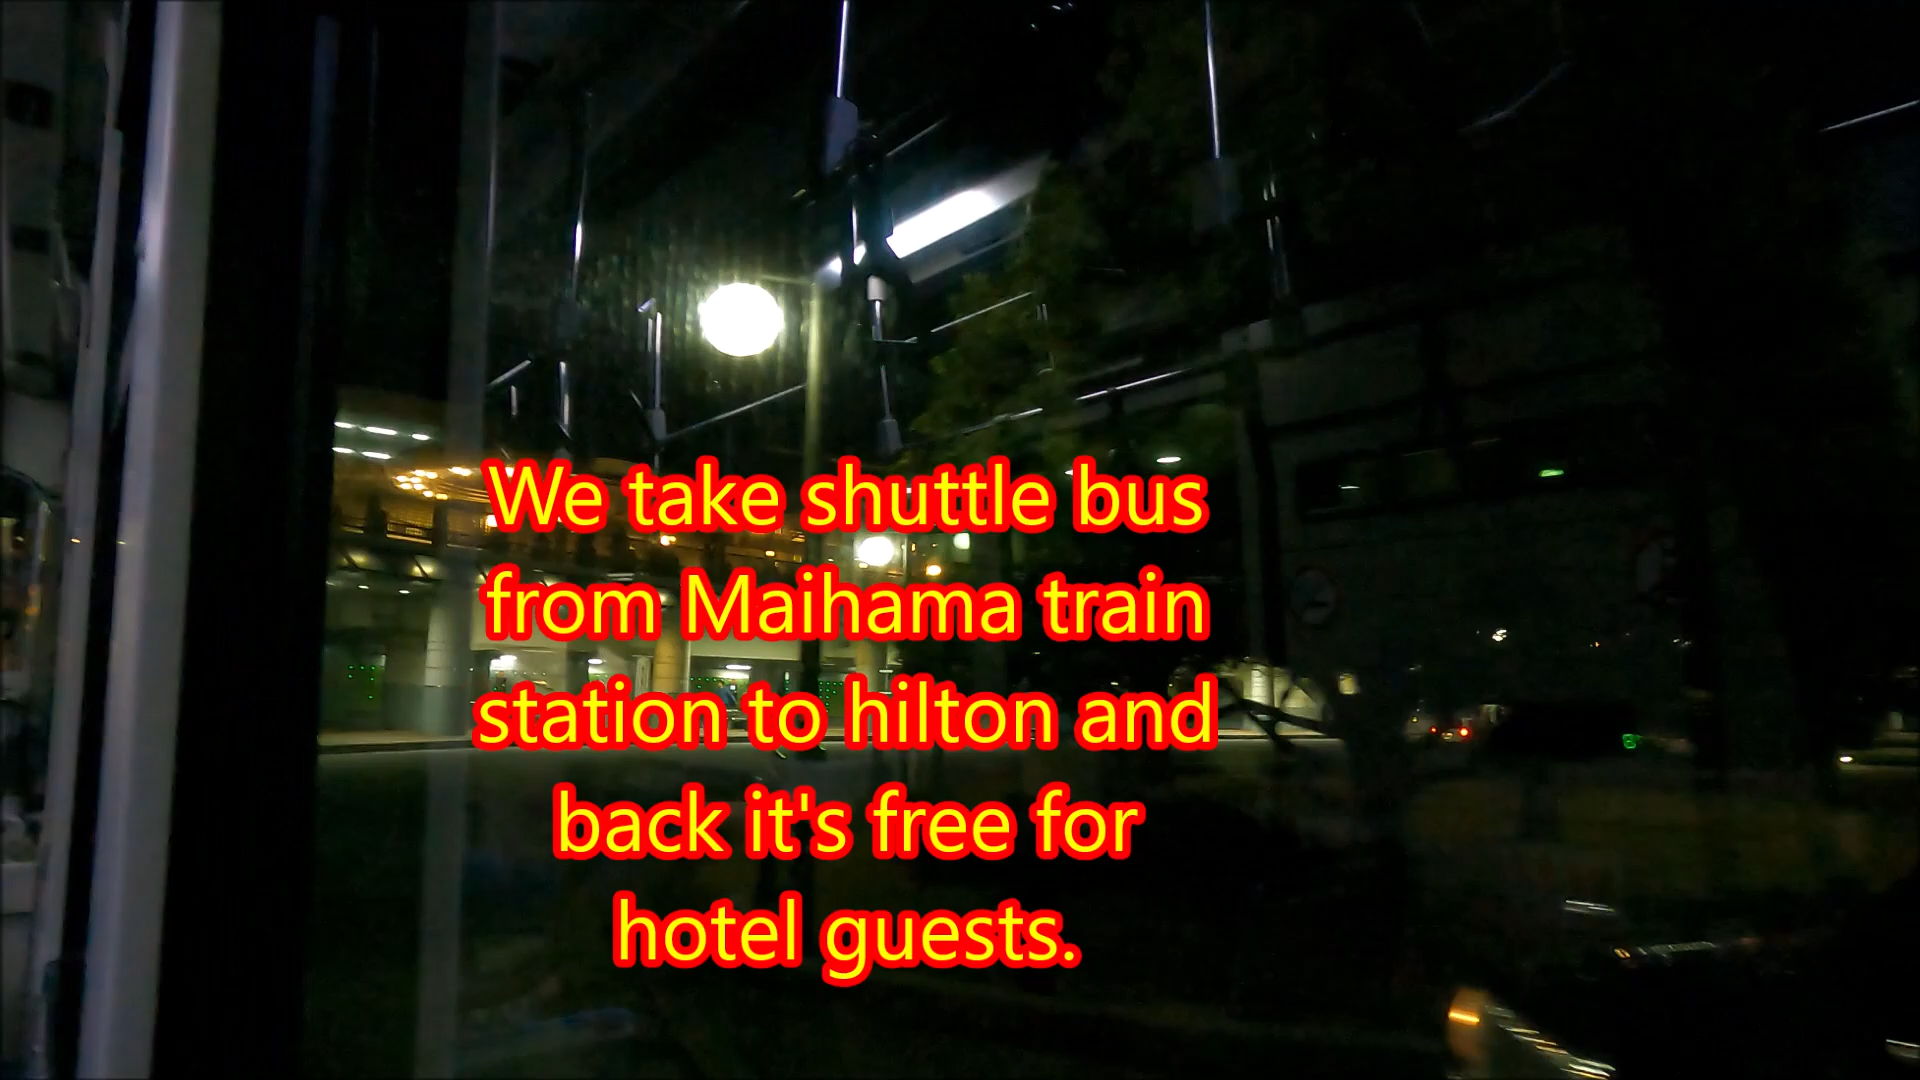 We take shuttle bus
from Maihama train
station to hilton and
back it's free for
hotel guests.